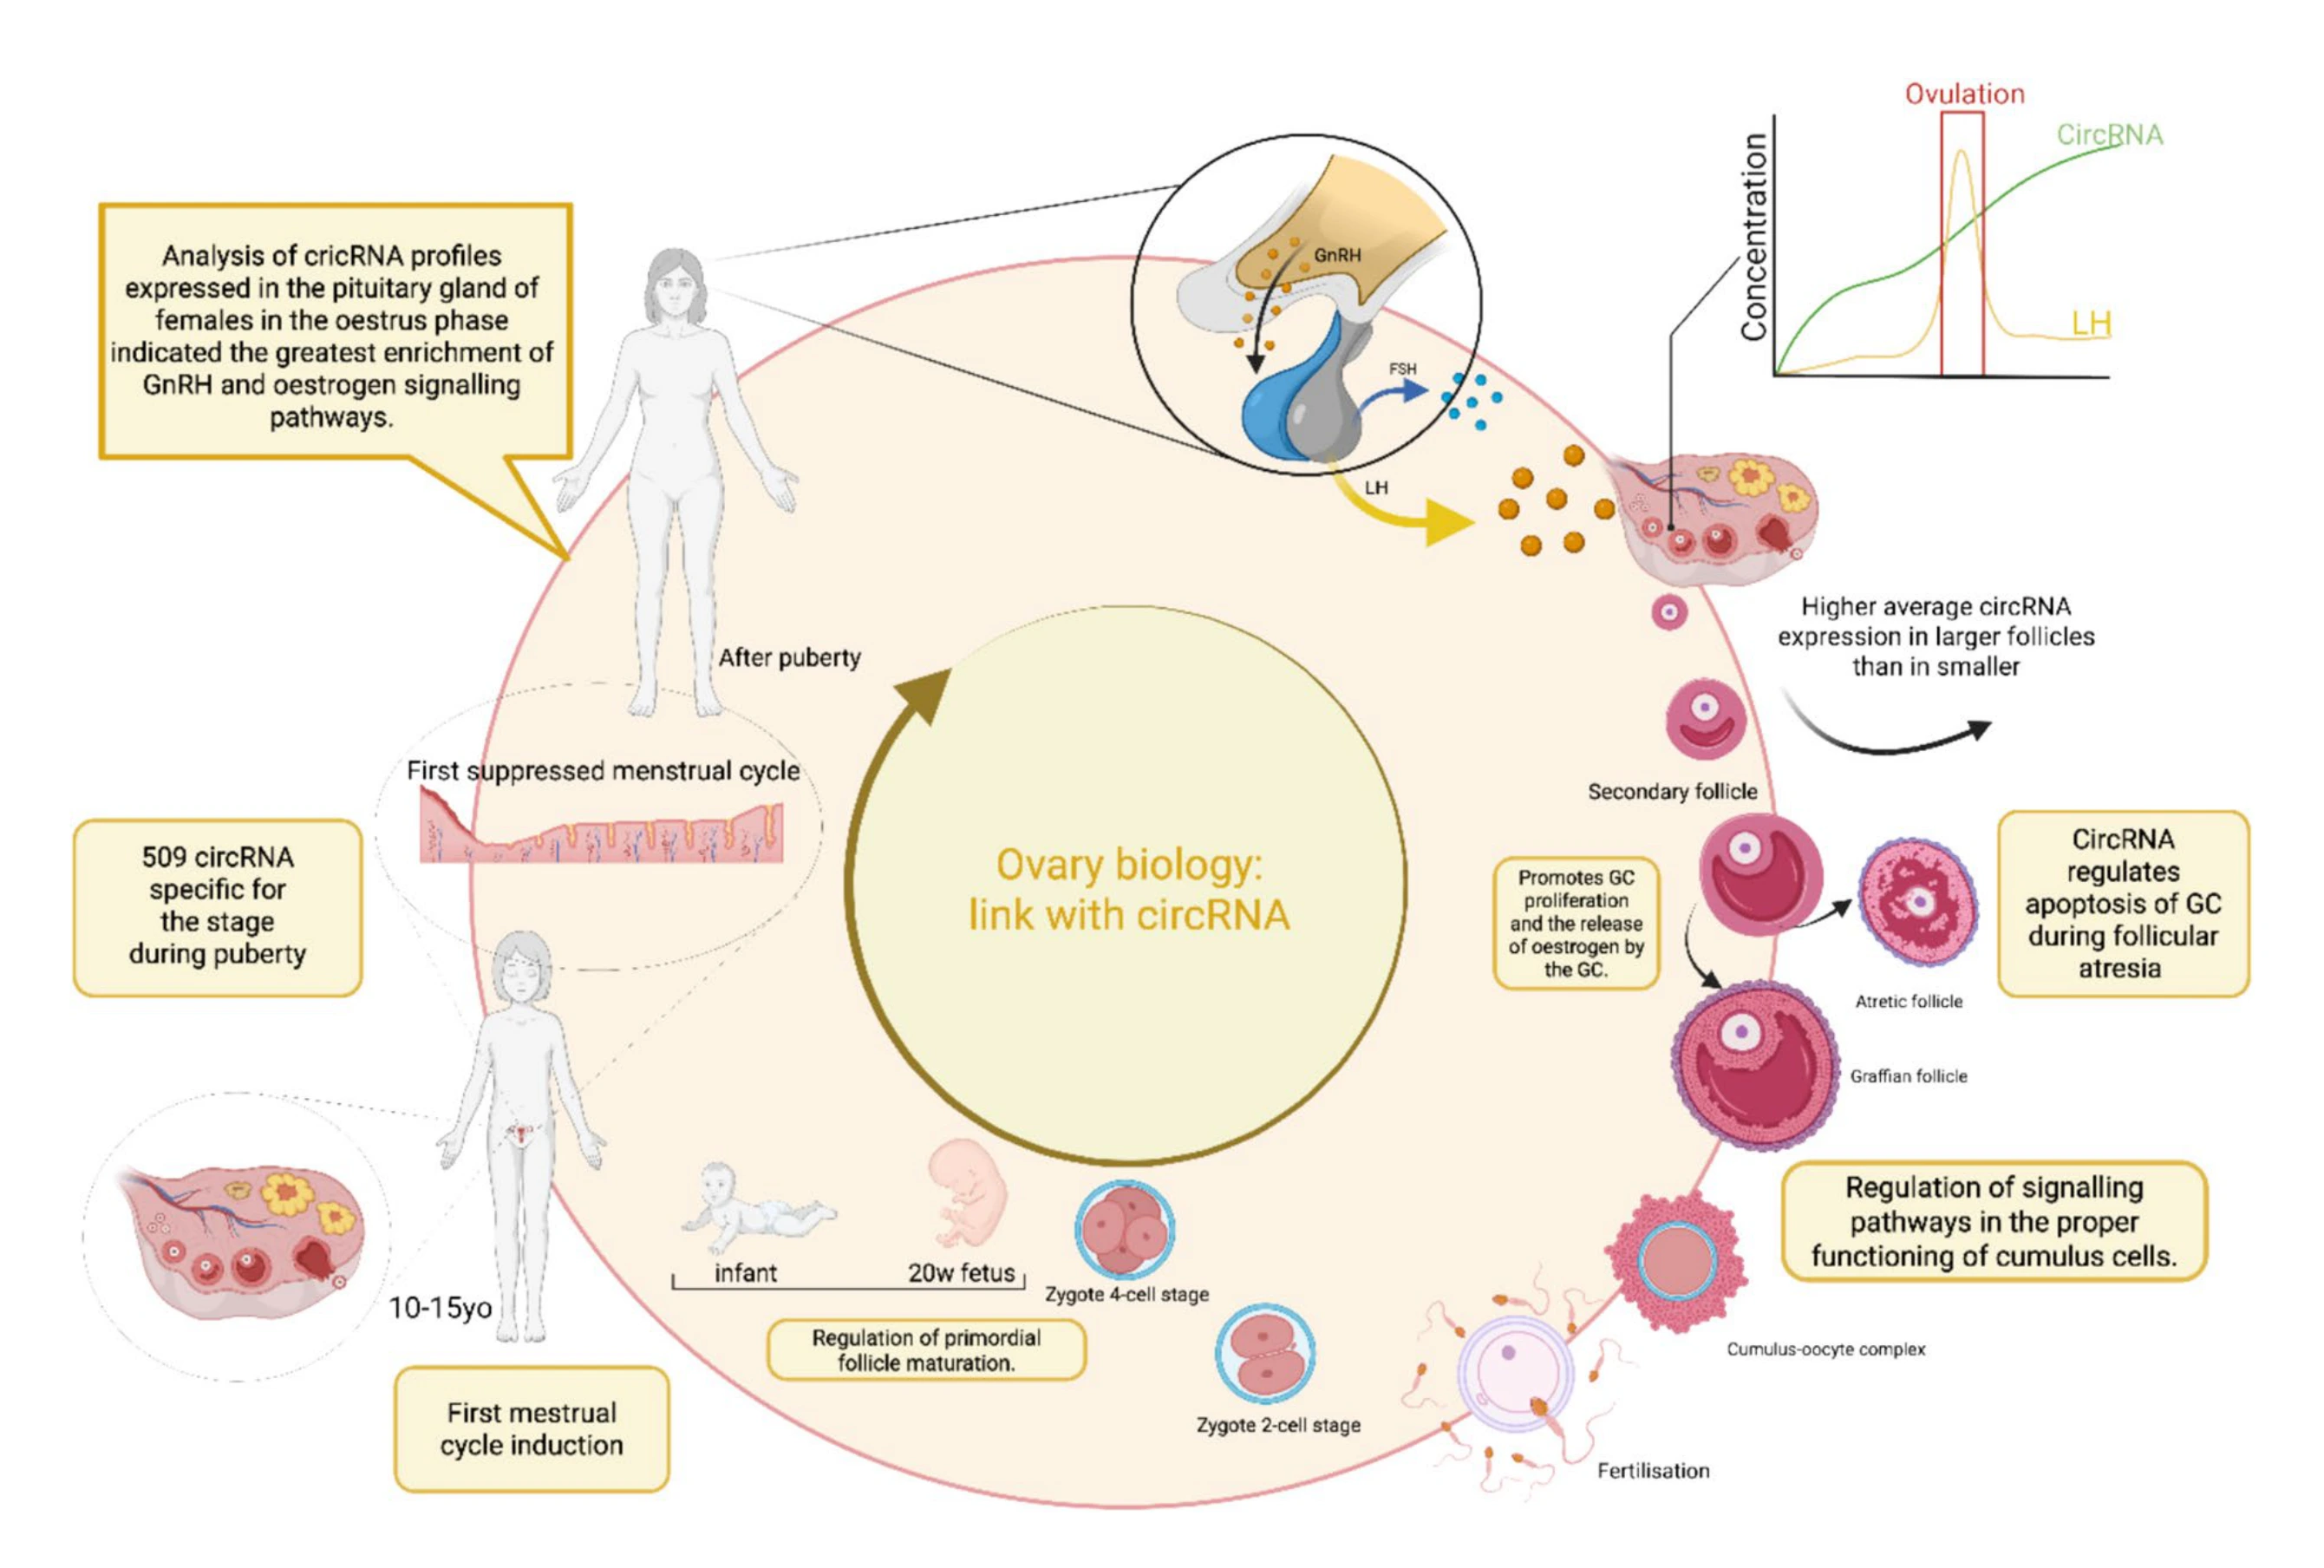 Ovulation
CircRNA
Concentration
LH
Analysis of cricRNA profiles
expressed in the pituitary gland of
females in the oestrus phase
indicated the greatest enrichment of
GnRH and oestrogen signalling
pathways.
GnRH
FSH
LH
Higher average circRNA
expression in larger follicles
than in smaller
After puberty
First suppressed menstrual cycle
Secondary follicle
509 circRNA
specific for
the stage
during puberty
Ovary biology:
link with circRNA
Promotes GC
proliferation
and the release
of oestrogen by
the GC.
CircRNA
regulates
apoptosis of GC
during follicular
atresia
Atretic follicle
Graffian follicle
Regulation of signalling
pathways in the proper
functioning of cumulus cells.
infant
20w fetus
Zygote 4-cell stage
10-15yo
Regulation of primordial
follicle maturation.
Cumulus-oocyte complex
Zygote 2-cell stage
First mestrual
cycle induction
Fertilisation